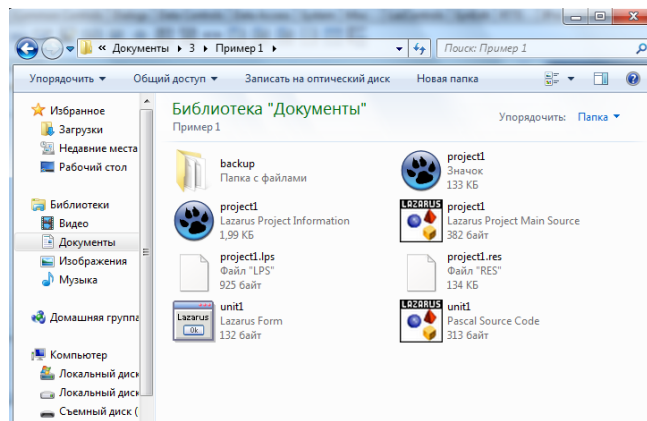 « Документы ▸ 3 ▸ Пример 1 ▸
Поиск: Пример 1
Упорядочить ▾ Общий доступ ▾ Записать на оптический диск Новая папка
Избранное
Загрузки
Недавние места
Рабочий стол
Библиотеки
Видео
Документы
Изображения
Музыка
Домашняя группа
Компьютер
Локальный диск
Локальный диск
Съемный диск (
Библиотека "Документы"
Пример 1
Упорядочить: Папка ▾
backup
Папка с файлами
project1
Значок
133 КБ
project1
Lazarus Project Information
1,99 КБ
LAZARUS
project1
Lazarus Project Main Source
382 байт
project1.lps
Файл "LPS"
925 байт
project1.res
Файл "RES"
134 КБ
Lazarus
Ok
unit1
Lazarus Form
132 байт
LAZARUS
unit1
Pascal Source Code
313 байт